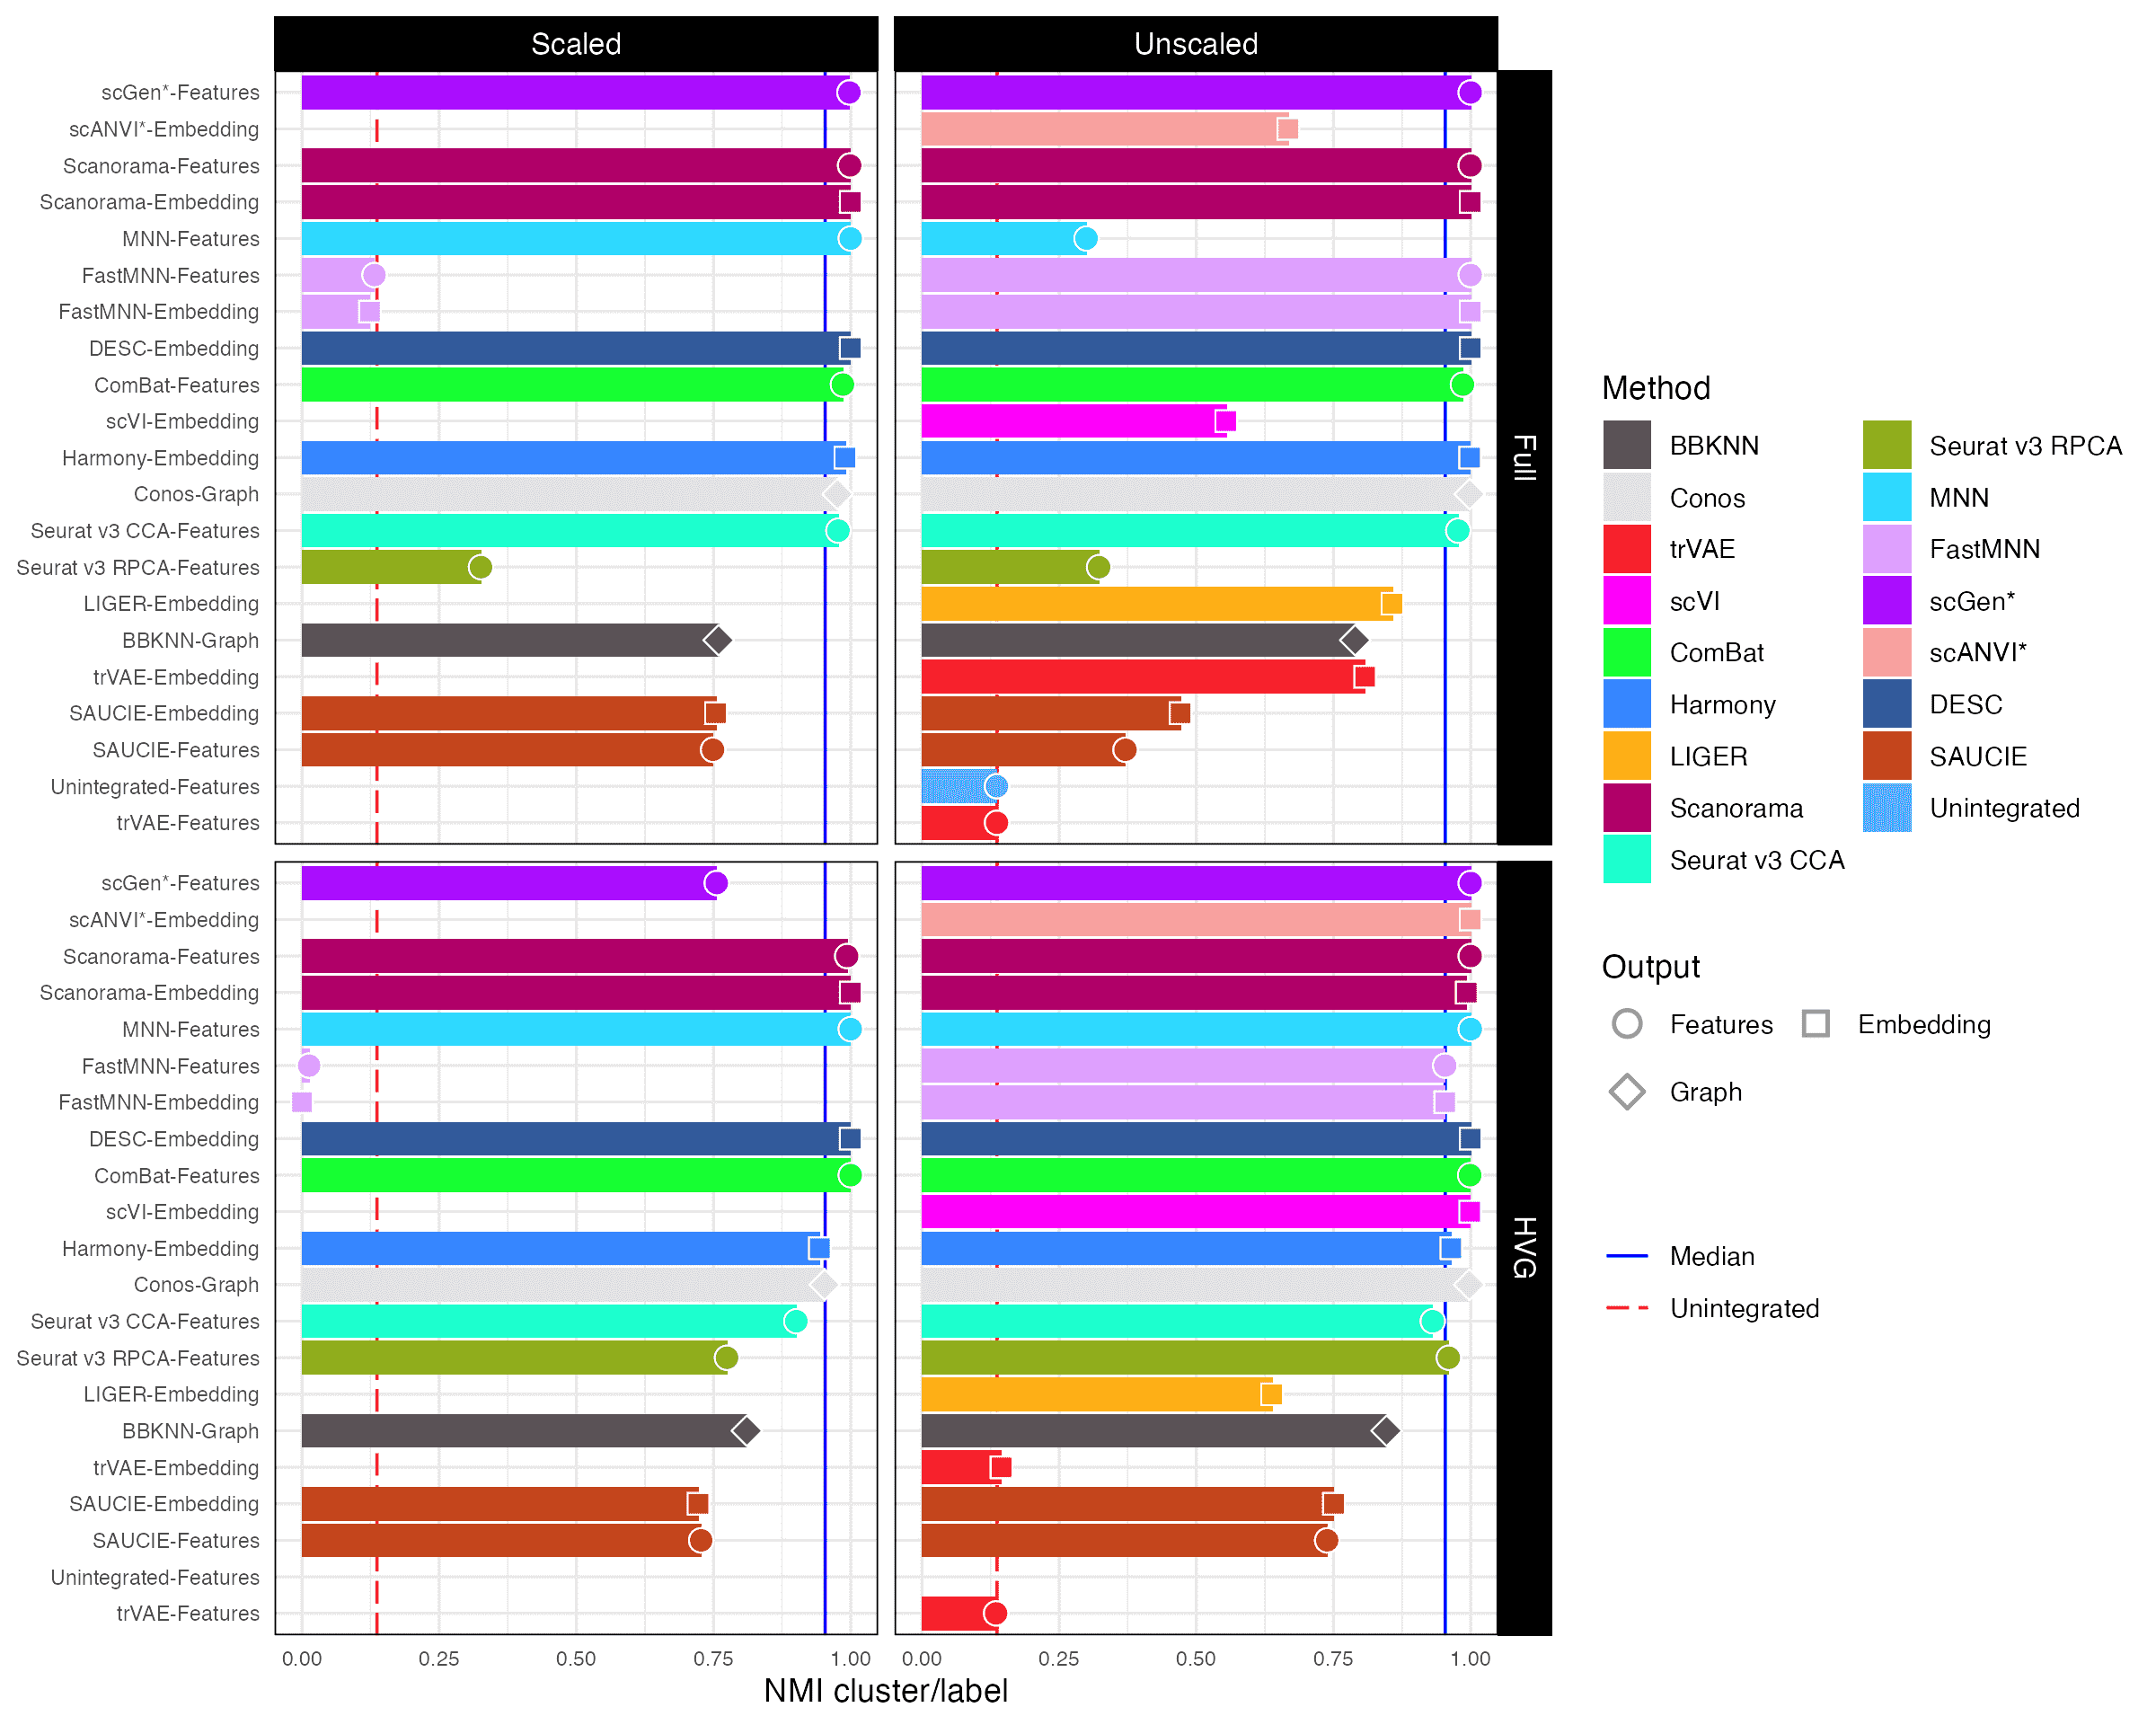 Scaled
Unscaled
scGen*-Features
scANVI*-Embedding
Scanorama-Features
Scanorama-Embedding
MNN-Features
FastMNN-Features
FastMNN-Embedding
DESC-Embedding
ComBat-Features
scVI-Embedding
Harmony-Embedding
Conos-Graph
Seurat v3 CCA-Features
Seurat v3 RPCA-Features
LIGER-Embedding
BBKNN-Graph
trVAE-Embedding
SAUCIE-Embedding
SAUCIE-Features
Unintegrated-Features
trVAE-Features
Full
scGen*-Features
scANVI*-Embedding
Scanorama-Features
Scanorama-Embedding
MNN-Features
FastMNN-Features
FastMNN-Embedding
DESC-Embedding
ComBat-Features
scVI-Embedding
Harmony-Embedding
Conos-Graph
Seurat v3 CCA-Features
Seurat v3 RPCA-Features
LIGER-Embedding
BBKNN-Graph
trVAE-Embedding
SAUCIE-Embedding
SAUCIE-Features
Unintegrated-Features
trVAE-Features
HVG
0.00 0.25 0.50 0.75 1.00
0.00 0.25 0.50 0.75 1.00
NMI cluster/label
Method
BBKNN
Conos
trVAE
scVI
ComBat
Harmony
LIGER
Scanorama
Seurat v3 CCA
Seurat v3 RPCA
MNN
FastMNN
scGen*
scANVI*
DESC
SAUCIE
Unintegrated
Output
Features
Embedding
Graph
Median
Unintegrated